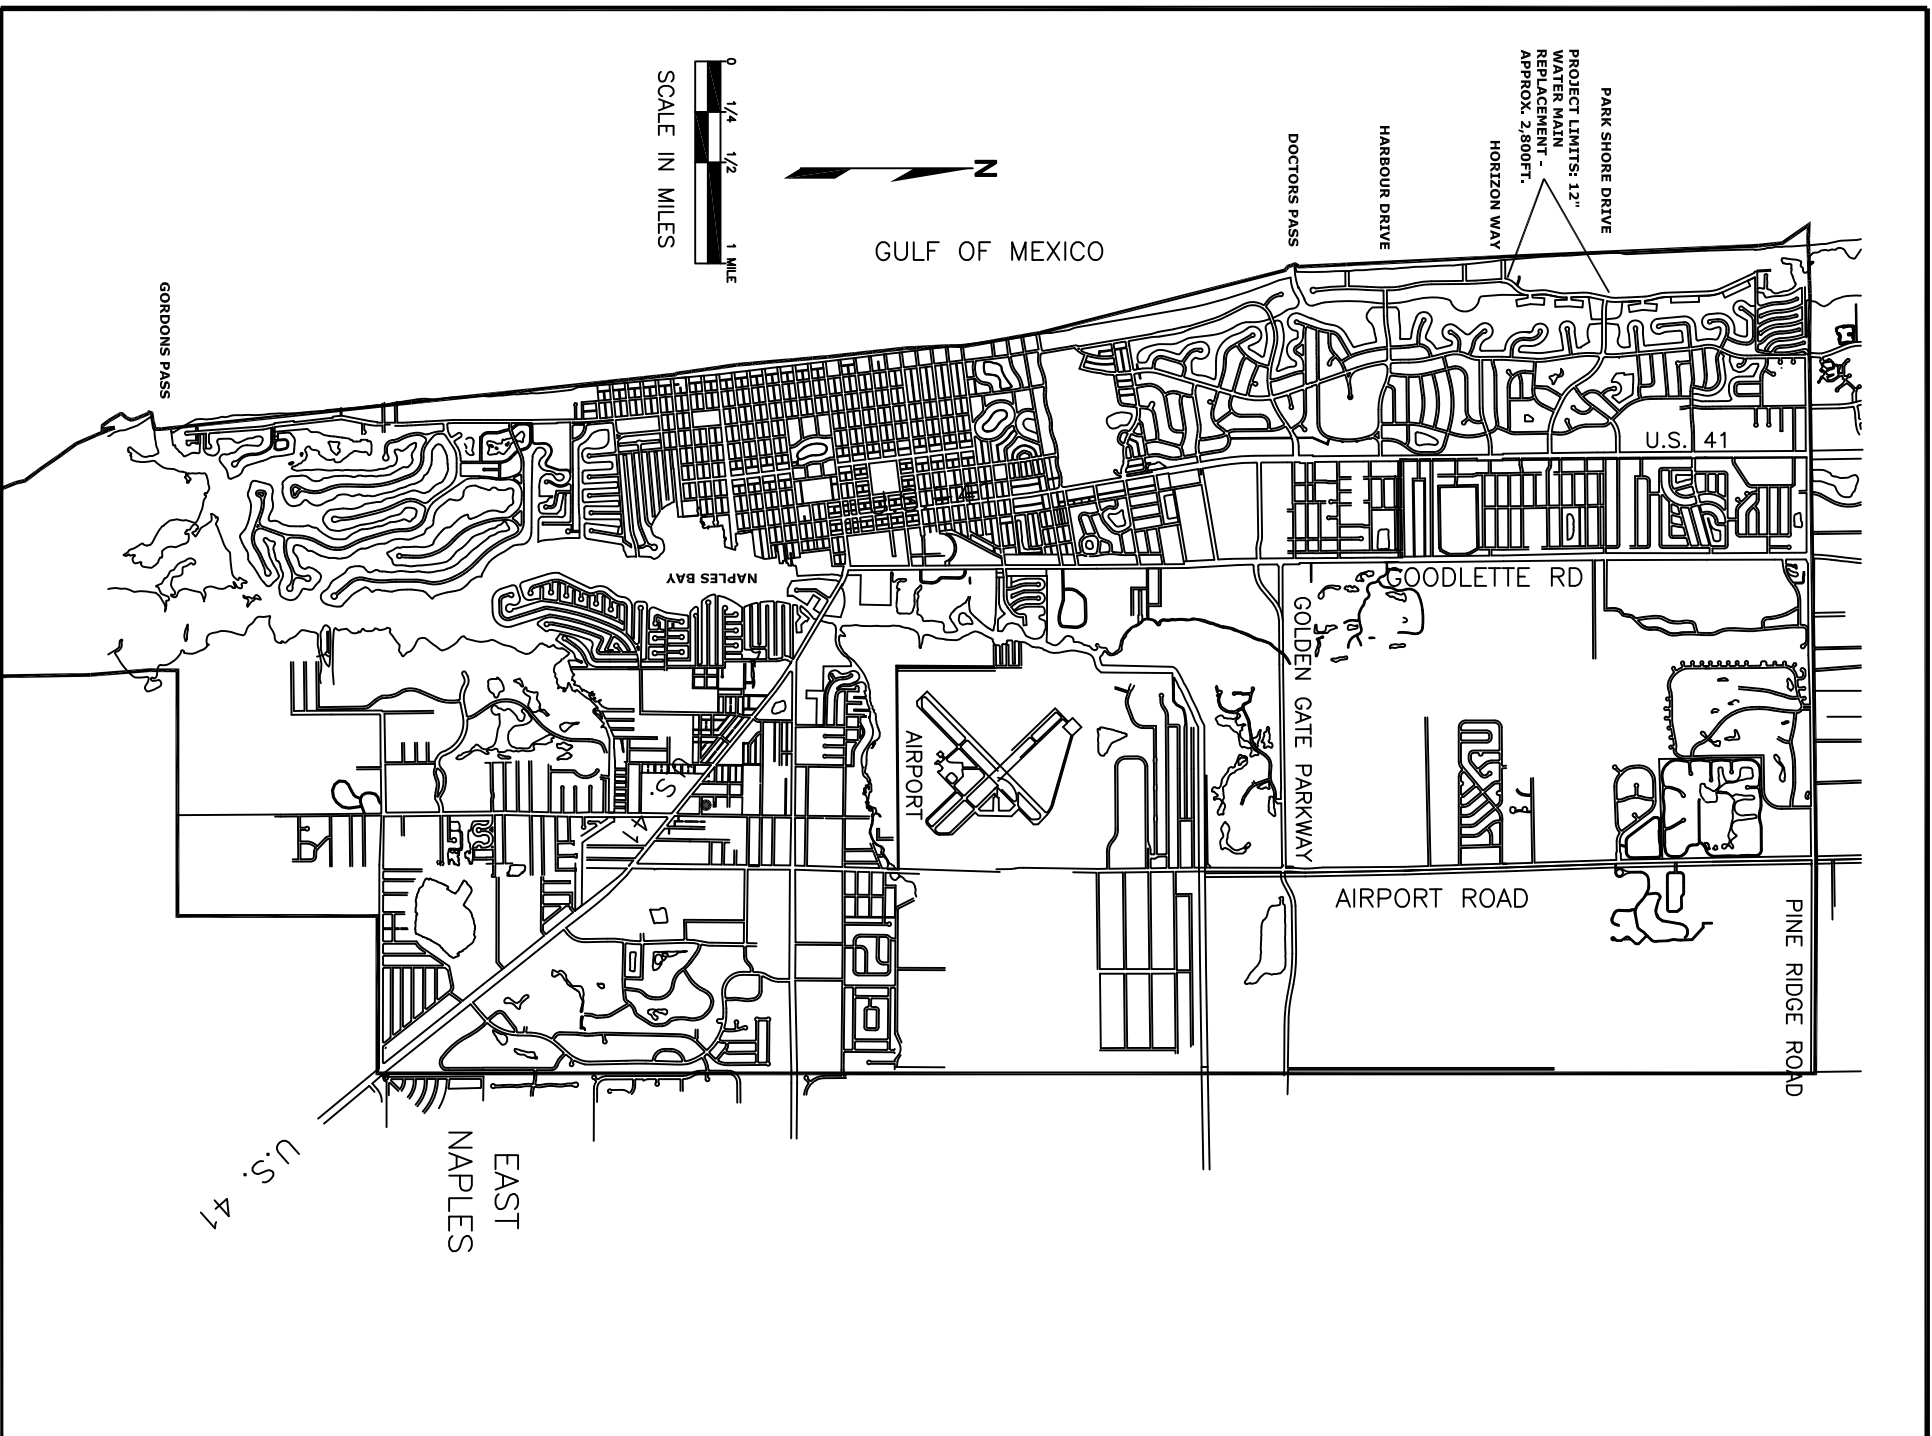 PARK SHORE DRIVE
PROJECT LIMITS: 12"
WATER MAIN
REPLACEMENT -
APPROX. 2,800FT.
HORIZON WAY
HARBOUR DRIVE
DOCTORS PASS
0 1/4 1/2 1 MILE
SCALE IN MILES
N
GULF OF MEXICO
GORDONS PASS
U.S. 41
GOODLETTE RD
NAPLES BAY
GOLDEN GATE PARKWAY
AIRPORT
U.S. 41
AIRPORT ROAD
PINE RIDGE ROAD
EAST
NAPLES
U.S. 41